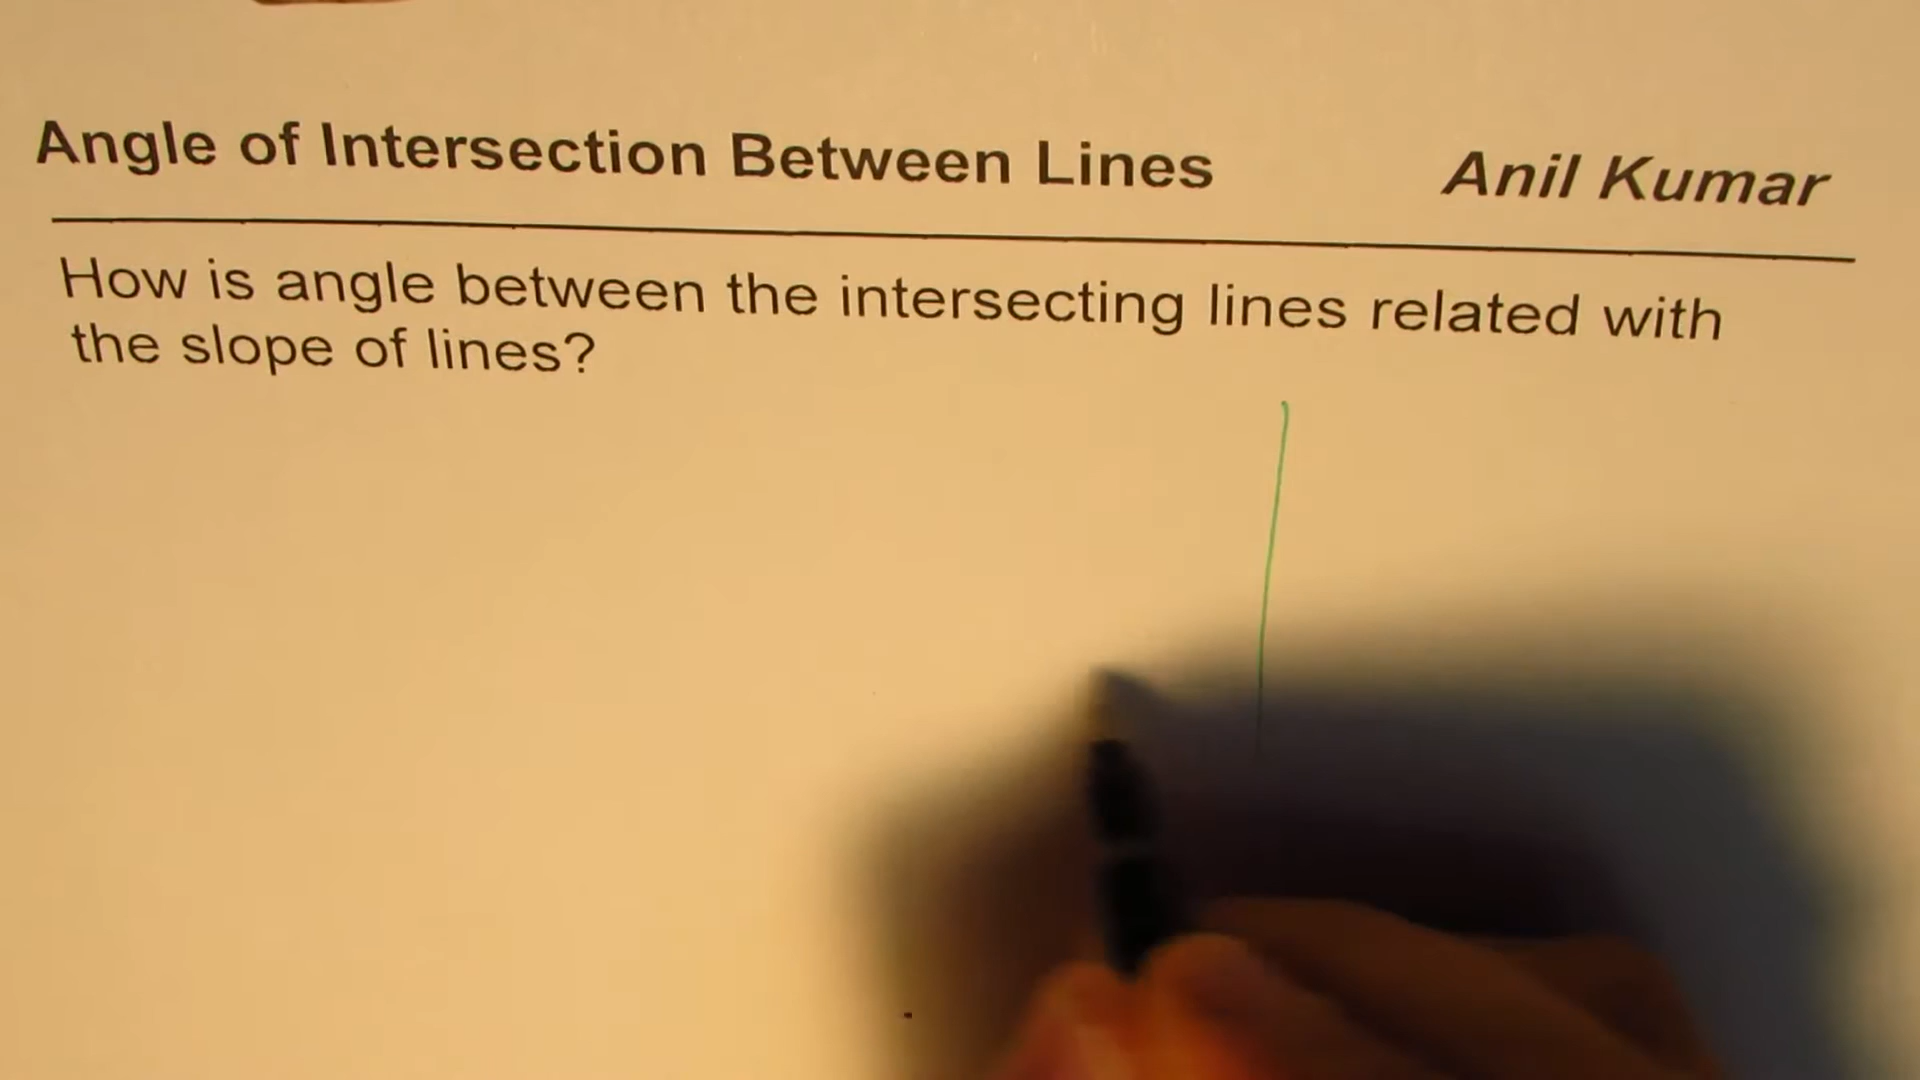 Angle of Intersection Between Lines Anil Kumar
How is angle between the intersecting lines related with
the slope of lines?